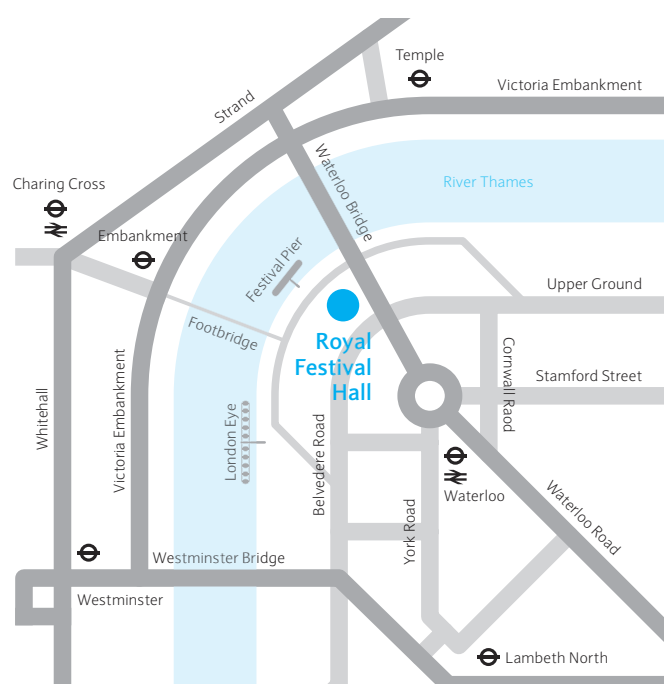 Temple
Victoria Embankment
Strand
Waterloo Bridge
River Thames
Charing Cross
Embankment
Festival Pier
Upper Ground
Footbridge
Royal
Festival
Hall
Cornwall Raod
Stamford Street
Whitehall
Victoria Embankment
London Eye
Belvedere Road
Waterloo
York Road
Waterloo Road
Westminster Bridge
Westminster
Lambeth North